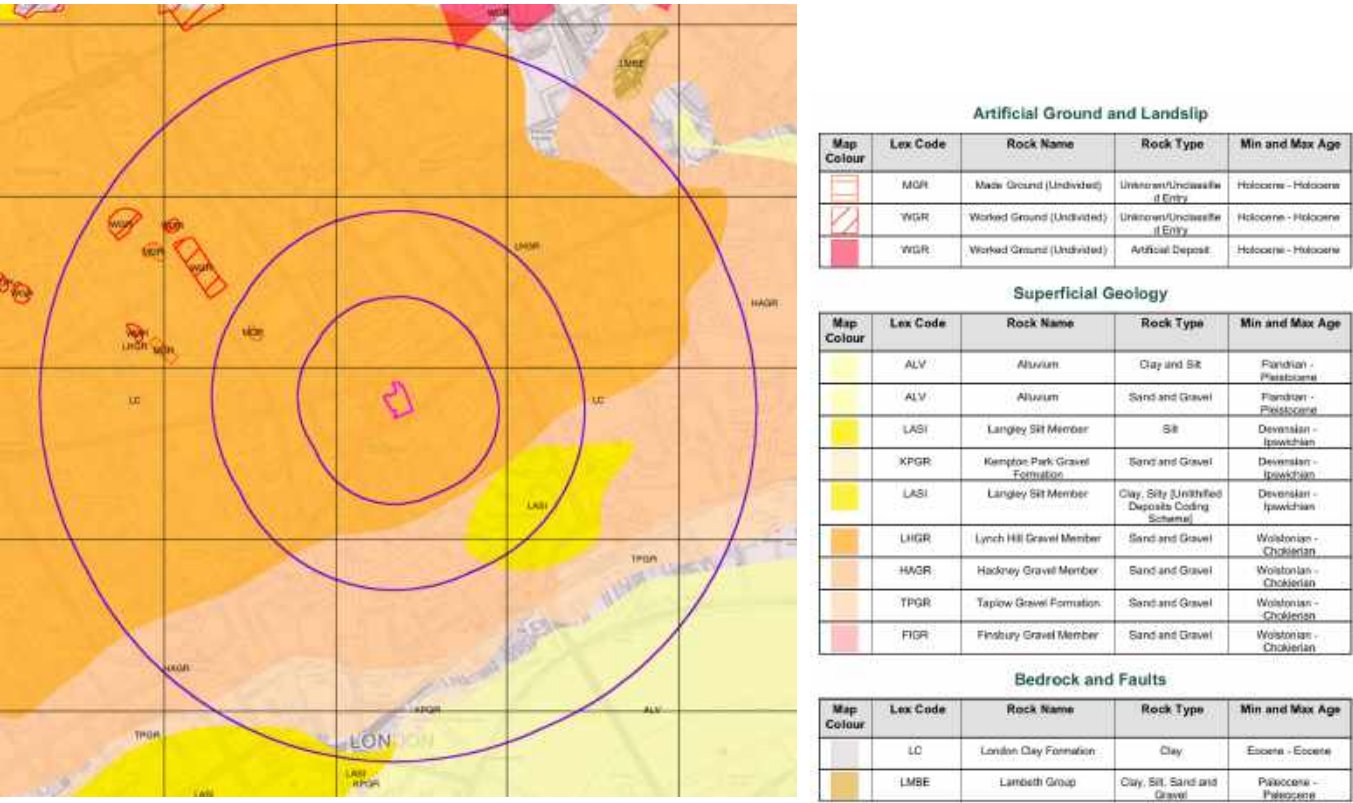 WGR
LMBE
WGR
WGR
MGR
LHGR
WGR
WGR
HAGR
MGR
WGR
LHGR
MGR
LC
LC
LASI
TPGR
HAGR
KPGR
ALV
TPGR
LONDON
LASI
KPGR
LASI
Artificial Ground and Landslip
Map Colour Lex Code Rock Name Rock Type Min and Max Age
MGR Made Ground (Undivided) Unknown/Unclassifie Holocene - Holocene
d Entry
WGR Worked Ground (Undivided) Unknown/Unclassifie Holocene - Holocene
d Entry
WGR Worked Ground (Undivided) Artificial Deposit Holocene - Holocene
Superficial Geology
Map Colour Lex Code Rock Name Rock Type Min and Max Age
ALV Alluvium Clay and Silt Flandrian -
Pleistocene
ALV Alluvium Sand and Gravel Flandrian -
Pleistocene
LASI Langley Silt Member Silt Devensian -
Ipswichian
KPGR Kempton Park Gravel Sand and Gravel Devensian -
Formation Ipswichian
LASI Langley Silt Member Clay, Silty [Unlithified Devensian -
Deposits Coding Ipswichian
Scheme]
LHGR Lynch Hill Gravel Member Sand and Gravel Wolstonian -
Chokierian
HAGR Hackney Gravel Member Sand and Gravel Wolstonian -
Chokierian
TPGR Taplow Gravel Formation Sand and Gravel Wolstonian -
Chokierian
FIGR Finsbury Gravel Member Sand and Gravel Wolstonian -
Chokierian
Bedrock and Faults
Map Colour Lex Code Rock Name Rock Type Min and Max Age
LC London Clay Formation Clay Eocene - Eocene
LMBE Lambeth Group Clay, Silt, Sand and Paleocene -
Gravel Paleocene